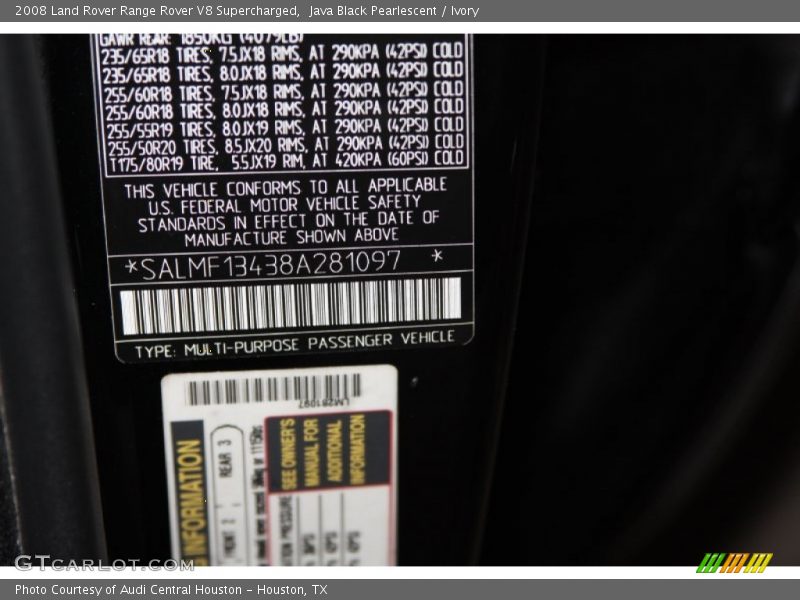 2008 Land Rover Range Rover V8 Supercharged,  Java Black Pearlescent / Ivory
GAWR REAR: 1850KG (4079LB)
235/65R18 TIRES, 7.5JX18 RIMS, AT 290KPA (42PSI) COLD
235/65R18 TIRES, 8.0JX18 RIMS, AT 290KPA (42PSI) COLD
255/60R18 TIRES, 7.5JX18 RIMS, AT 290KPA (42PSI) COLD
255/60R18 TIRES, 8.0JX18 RIMS, AT 290KPA (42PSI) COLD
255/55R19 TIRES, 8.0JX19 RIMS, AT 290KPA (42PSI) COLD
255/50R20 TIRES, 8.5JX20 RIMS, AT 290KPA (42PSI) COLD
T175/80R19 TIRE, 5.5JX19 RIM, AT 420KPA (60PSI) COLD
THIS VEHICLE CONFORMS TO ALL APPLICABLE
U.S. FEDERAL MOTOR VEHICLE SAFETY
STANDARDS IN EFFECT ON THE DATE OF
MANUFACTURE SHOWN ABOVE
*SALMF13438A281097 *
TYPE: MULTI-PURPOSE PASSENGER VEHICLE
LM281097
INFORMATION
FRONT 2
REAR 3
SEE OWNER'S
MANUAL FOR
ADDITIONAL
INFORMATION
PRESSURE
GTCarLot.com
Photo Courtesy of Audi Central Houston - Houston, TX